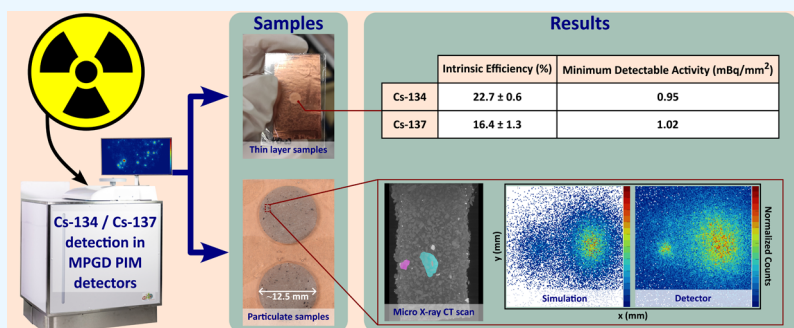 Samples
Results
Thin layer samples
Intrinsic Efficiency (%)
Minimum Detectable Activity (mBq/mm²)
Cs-134
22.7 ± 0.6
0.95
Cs-137
16.4 ± 1.3
1.02
Cs-134 / Cs-137
detection in
MPGD PIM
detectors
~12.5 mm
Particulate samples
Micro X-ray CT scan
y (mm)
Simulation
Detector
x (mm)
Normalized Counts